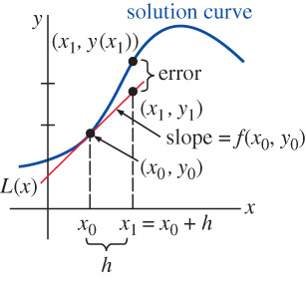 solution curve
y
(x₁, y(x₁))
error
(x₁, y₁)
slope = f(x₀, y₀)
(x₀, y₀)
L(x)
x
x₀ x₁ = x₀ + h
h